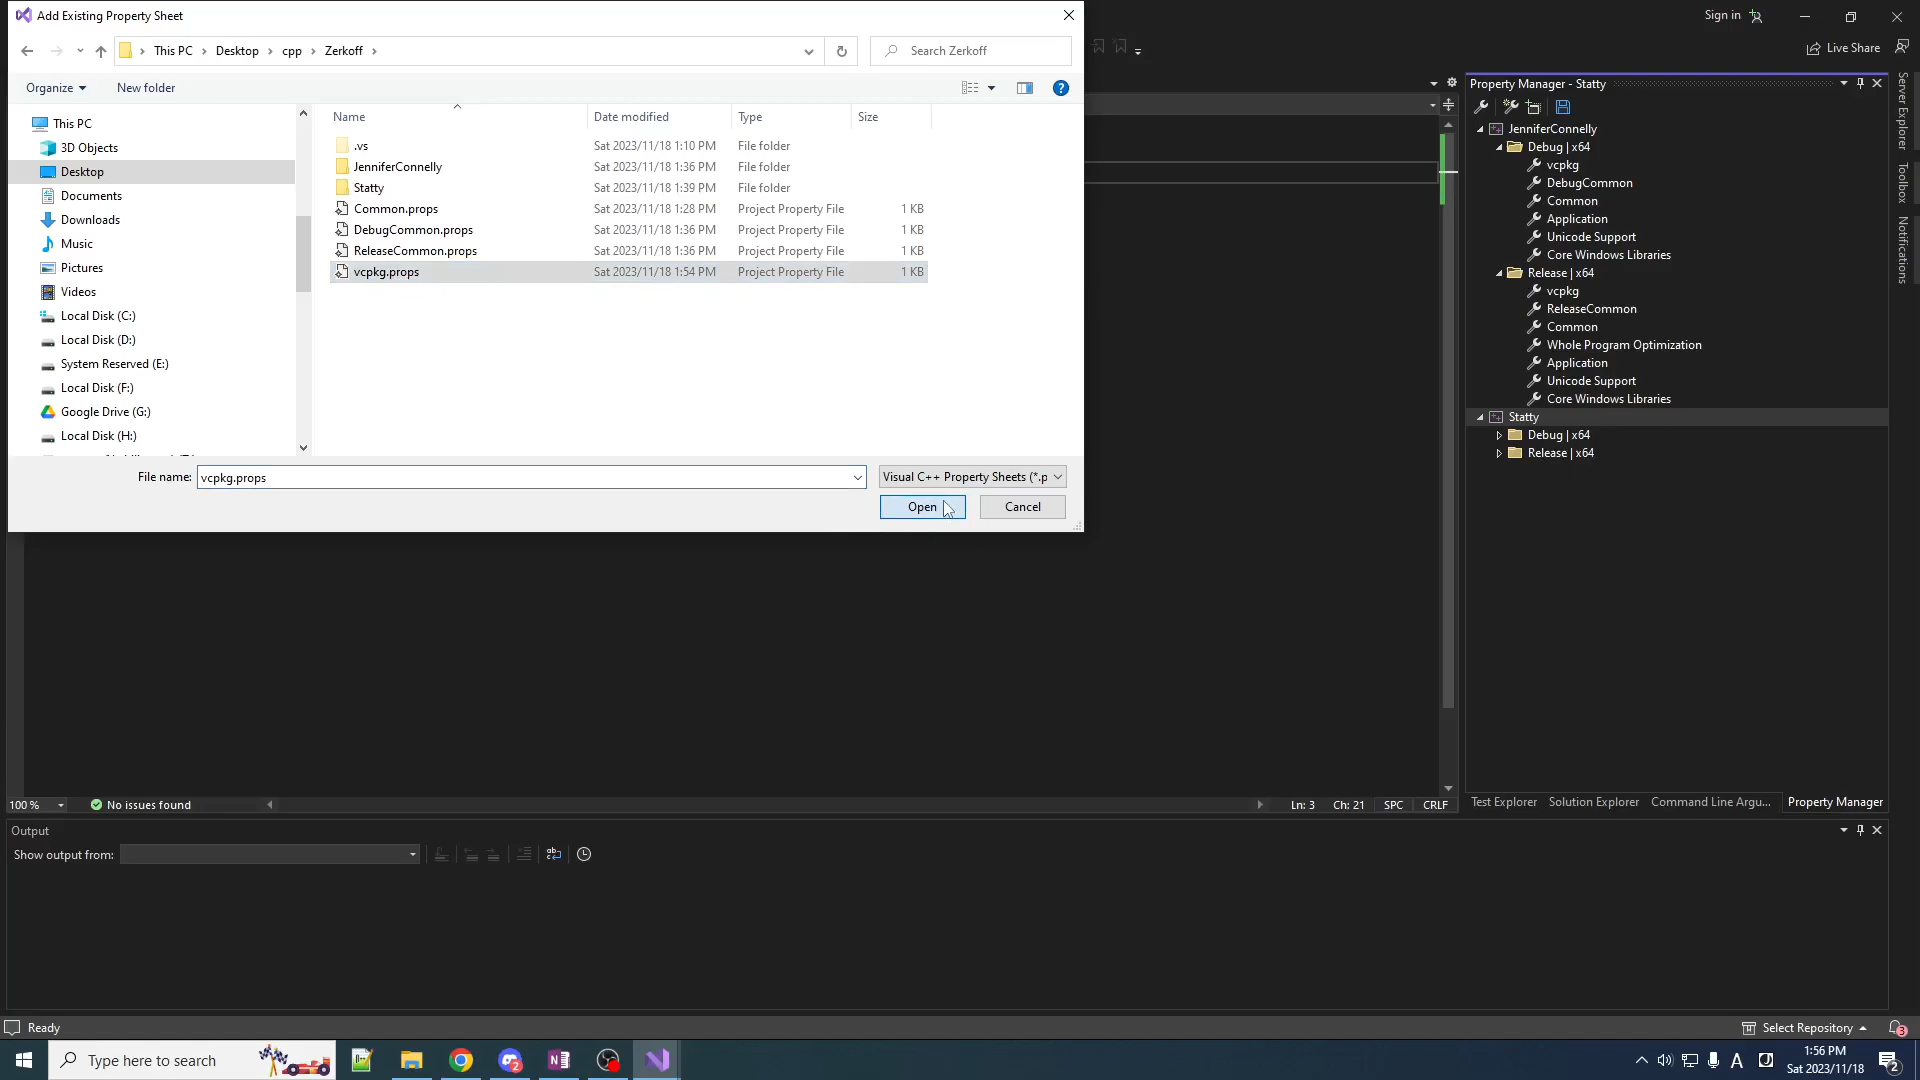 Add Existing Property Sheet
This PC
Desktop
cpp
Zerkoff
Search Zerkoff
Organize
New folder
This PC
3D Objects
Desktop
Documents
Downloads
Music
Pictures
Videos
Local Disk (C:)
Local Disk (D:)
System Reserved (E:)
Local Disk (F:)
Google Drive (G:)
Local Disk (H:)
Name Date modified Type Size
.vs Sat 2023/11/18 1:10 PM File folder
JenniferConnelly Sat 2023/11/18 1:36 PM File folder
Statty Sat 2023/11/18 1:39 PM File folder
Common.props Sat 2023/11/18 1:28 PM Project Property File 1 KB
DebugCommon.props Sat 2023/11/18 1:36 PM Project Property File 1 KB
ReleaseCommon.props Sat 2023/11/18 1:36 PM Project Property File 1 KB
vcpkg.props Sat 2023/11/18 1:54 PM Project Property File 1 KB
File name: vcpkg.props
Visual C++ Property Sheets (*.p
Open
Cancel
Sign in
Live Share
Property Manager - Statty
JenniferConnelly
Debug | x64
vcpkg
DebugCommon
Common
Application
Unicode Support
Core Windows Libraries
Release | x64
vcpkg
ReleaseCommon
Common
Whole Program Optimization
Application
Unicode Support
Core Windows Libraries
Statty
Debug | x64
Release | x64
Server Explorer
Toolbox
Notifications
Test Explorer Solution Explorer Command Line Argu... Property Manager
100 % No issues found Ln: 3 Ch: 21 SPC CRLF
Output
Show output from:
Ready
Select Repository
3
Type here to search
2
N
A
1:56 PM
Sat 2023/11/18
2